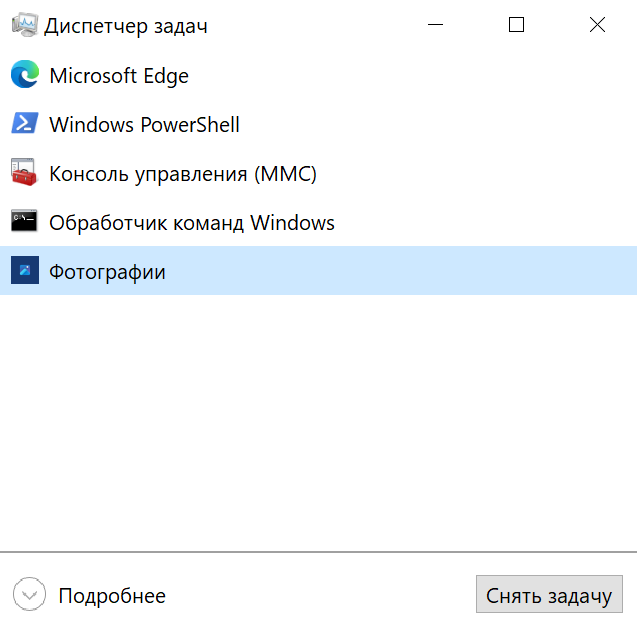 Диспетчер задач
Microsoft Edge
Windows PowerShell
Консоль управления (MMC)
Обработчик команд Windows
Фотографии
Подробнее
Снять задачу